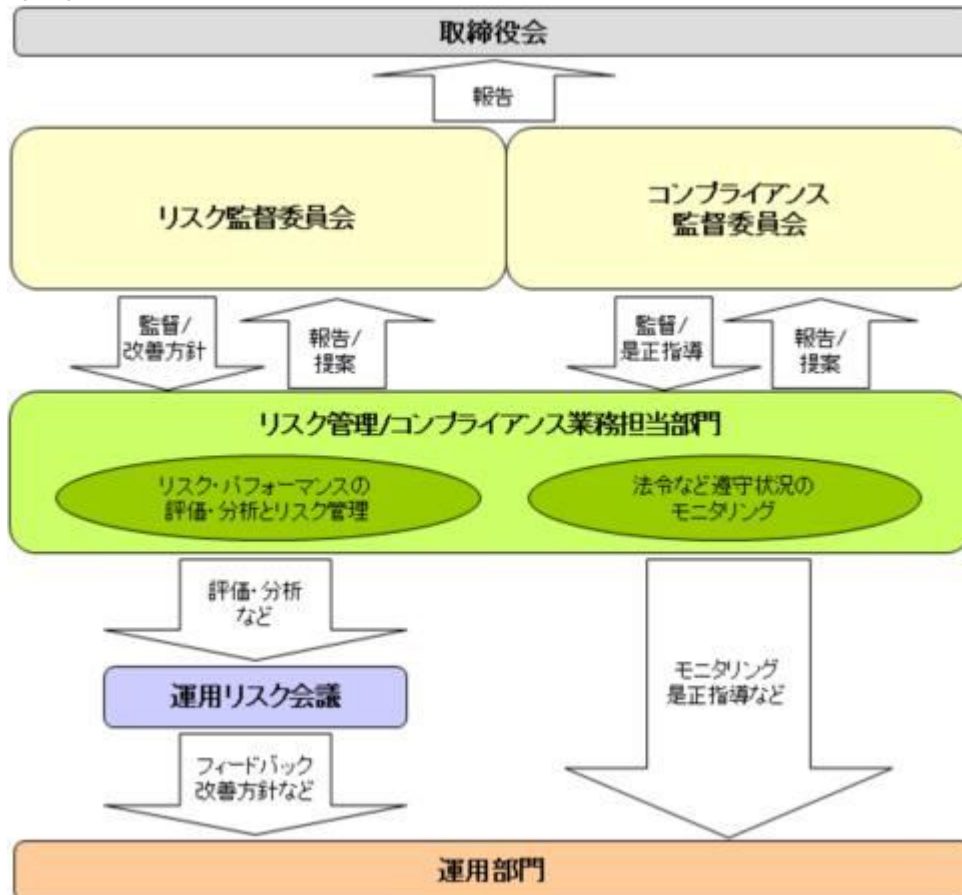 取締役会
報告
リスク監督委員会
コンプライアンス
監督委員会
監督/
改善方針
報告/
提案
監督/
是正指導
報告/
提案
リスク管理/コンプライアンス業務担当部門
リスク・パフォーマンスの
評価・分析とリスク管理
法令など遵守状況の
モニタリング
評価・分析
など
運用リスク会議
モニタリング
是正指導など
フィードバック
改善方針など
運用部門